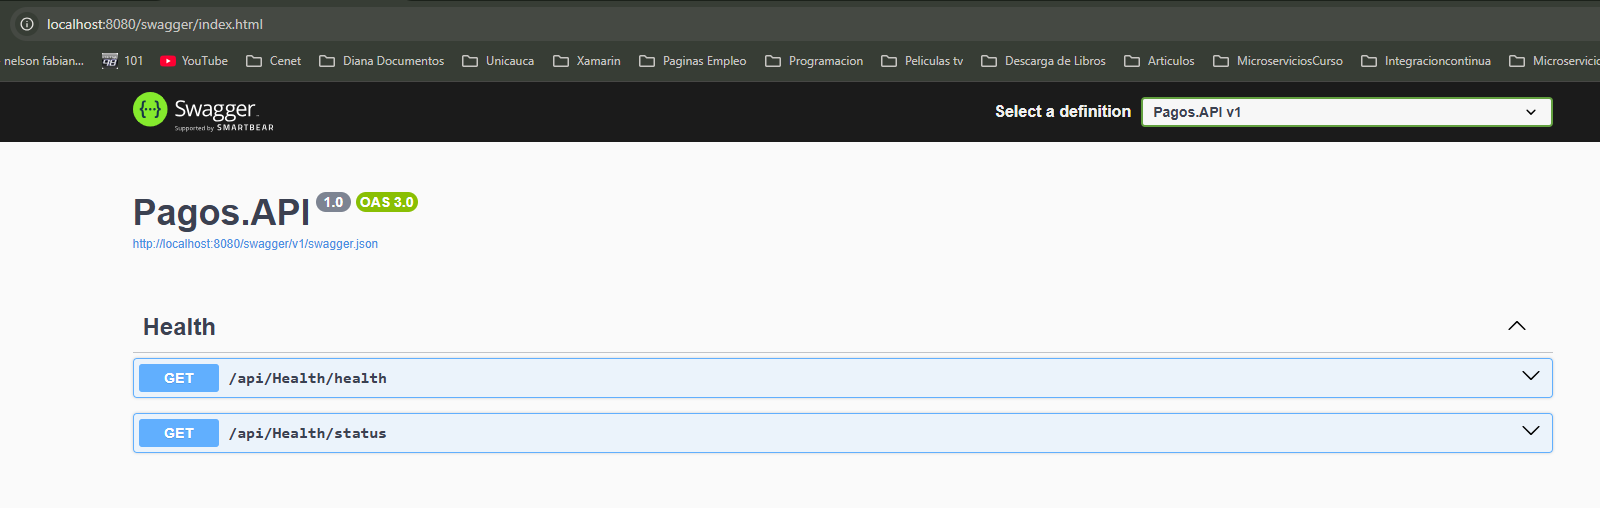 localhost:8080/swagger/index.html
nelson fabian... 101 YouTube Cenet Diana Documentos Unicauca Xamarin Paginas Empleo Programacion Peliculas tv Descarga de Libros Articulos MicroserviciosCurso Integracioncontinua Microservicio
{···} Swagger
Supported by SMARTBEAR
Select a definition Pagos.API v1
Pagos.API 1.0 OAS 3.0
http://localhost:8080/swagger/v1/swagger.json
Health
GET /api/Health/health
GET /api/Health/status